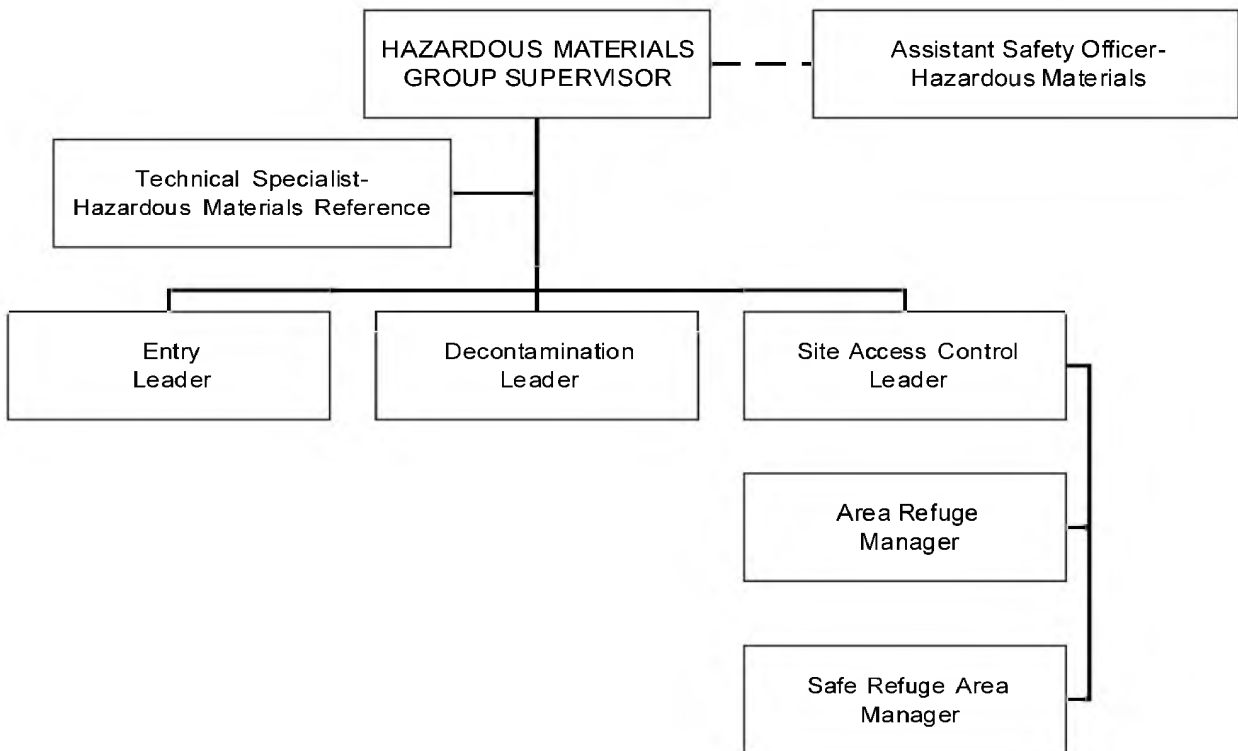 HAZARDOUS MATERIALS
GROUP SUPERVISOR
Assistant Safety Officer-
Hazardous Materials
Technical Specialist-
Hazardous Materials Reference
Entry
Leader
Decontamination
Leader
Site Access Control
Leader
Area Refuge
Manager
Safe Refuge Area
Manager